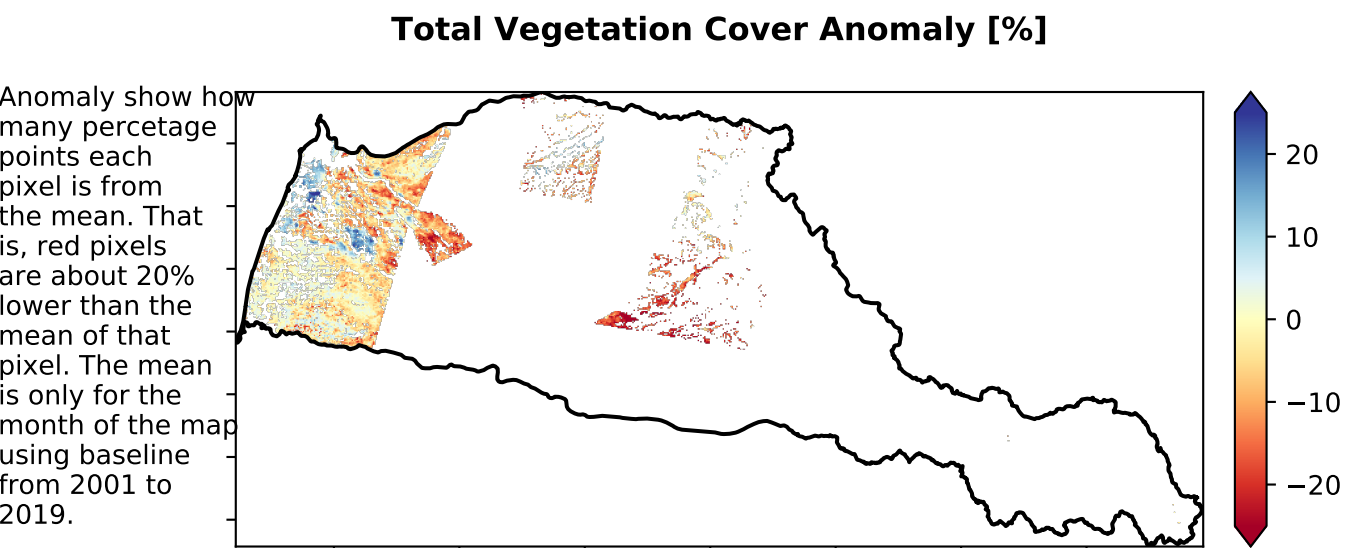 Total Vegetation Cover Anomaly [%]
Anomaly show how
many percetage
points each
pixel is from
the mean. That
is, red pixels
are about 20%
lower than the
mean of that
pixel. The mean
is only for the
month of the map
using baseline
from 2001 to
2019.
20
10
0
−10
−20